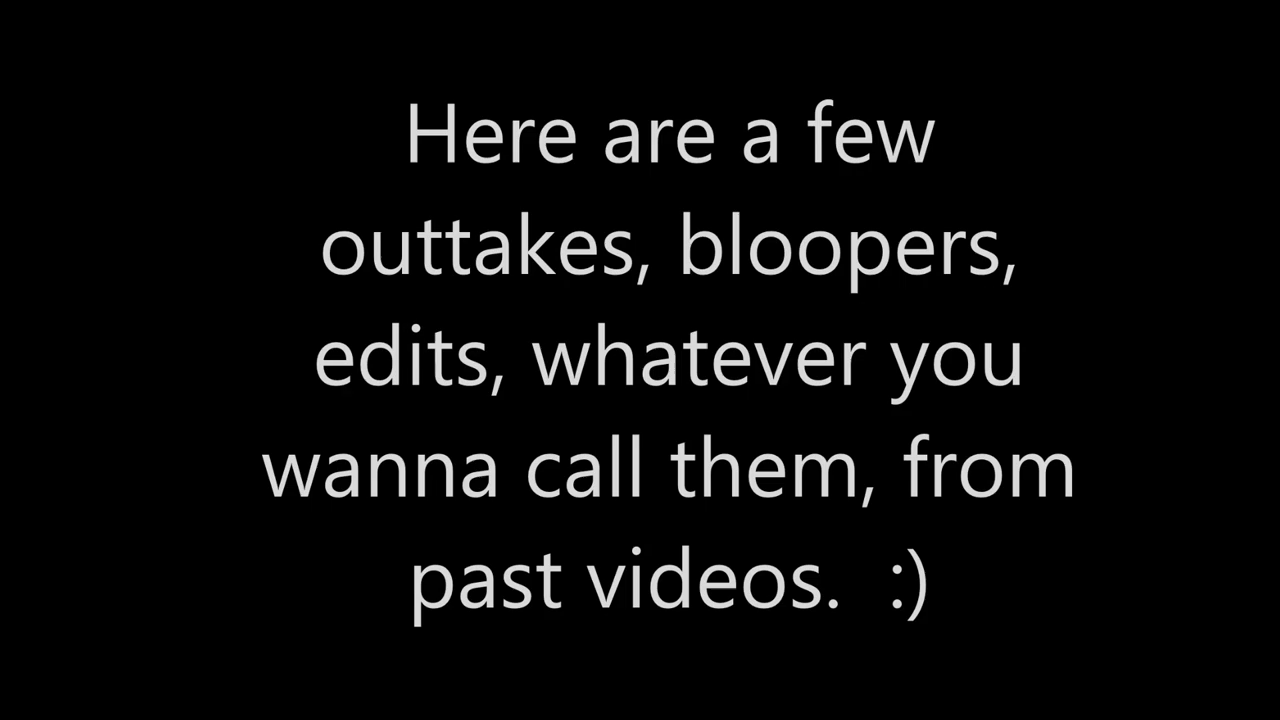 Here are a few
outtakes, bloopers,
edits, whatever you
wanna call them, from
past videos.  :)